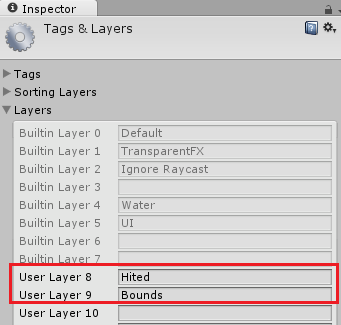 Inspector
Tags & Layers
Tags
Sorting Layers
Layers
Builtin Layer 0 Default
Builtin Layer 1 TransparentFX
Builtin Layer 2 Ignore Raycast
Builtin Layer 3
Builtin Layer 4 Water
Builtin Layer 5 UI
Builtin Layer 6
Builtin Layer 7
User Layer 8 Hited
User Layer 9 Bounds
User Layer 10